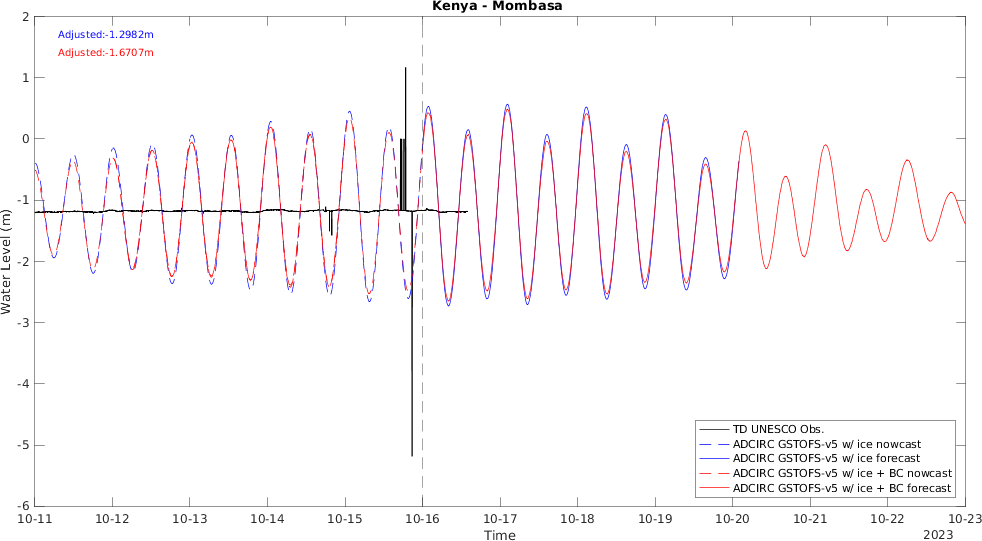 Kenya - Mombasa
Adjusted:-1.2982m
Adjusted:-1.6707m
Water Level (m)
2
1
0
-1
-2
-3
-4
-5
-6
TD UNESCO Obs.
ADCIRC GSTOFS-v5 w/ ice nowcast
ADCIRC GSTOFS-v5 w/ ice forecast
ADCIRC GSTOFS-v5 w/ ice + BC nowcast
ADCIRC GSTOFS-v5 w/ ice + BC forecast
10-11 10-12 10-13 10-14 10-15 10-16 10-17 10-18 10-19 10-20 10-21 10-22 10-23
Time
2023